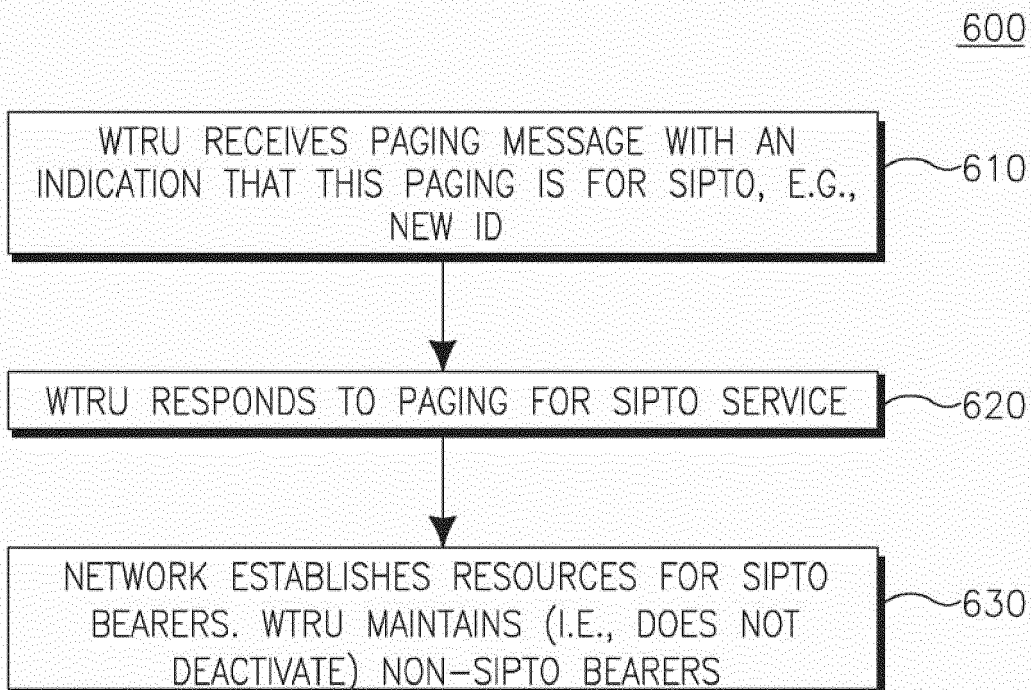 600
WTRU RECEIVES PAGING MESSAGE WITH AN
INDICATION THAT THIS PAGING IS FOR SIPTO, E.G.,
NEW ID
610
WTRU RESPONDS TO PAGING FOR SIPTO SERVICE
620
NETWORK ESTABLISHES RESOURCES FOR SIPTO
BEARERS. WTRU MAINTAINS (I.E., DOES NOT
DEACTIVATE) NON-SIPTO BEARERS
630